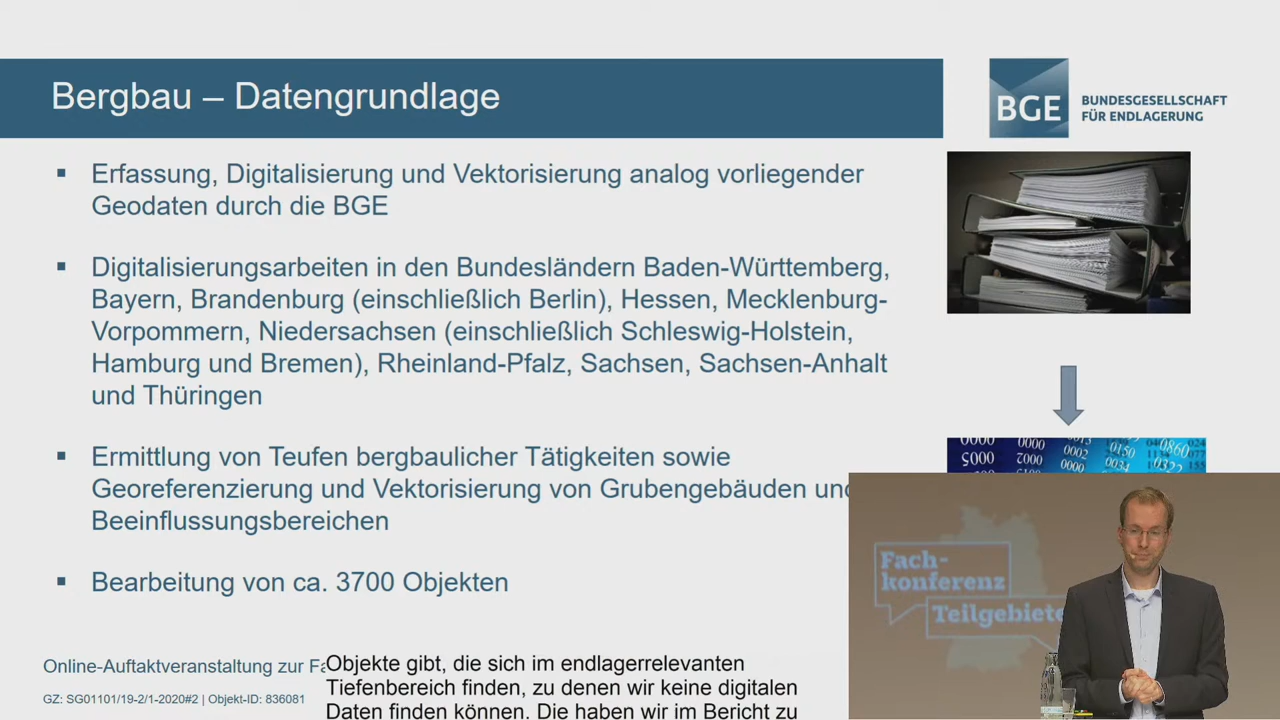 Bergbau – Datengrundlage
BGE
BUNDESGESELLSCHAFT
FÜR ENDLAGERUNG
▪ Erfassung, Digitalisierung und Vektorisierung analog vorliegender
Geodaten durch die BGE
▪ Digitalisierungsarbeiten in den Bundesländern Baden-Württemberg,
Bayern, Brandenburg (einschließlich Berlin), Hessen, Mecklenburg-
Vorpommern, Niedersachsen (einschließlich Schleswig-Holstein,
Hamburg und Bremen), Rheinland-Pfalz, Sachsen, Sachsen-Anhalt
und Thüringen
▪ Ermittlung von Teufen bergbaulicher Tätigkeiten sowie
Georeferenzierung und Vektorisierung von Grubengebäuden und
Beeinflussungsbereichen
▪ Bearbeitung von ca. 3700 Objekten
Fach-
konferenz
Teilgebiete
Online-Auftaktveranstaltung zur
GZ: SG01101/19-2/1-2020#2 | Objekt-ID: 836081
Objekte gibt, die sich im endlagerrelevanten
Tiefenbereich finden, zu denen wir keine digitalen
Daten finden können. Die haben wir im Bericht zu